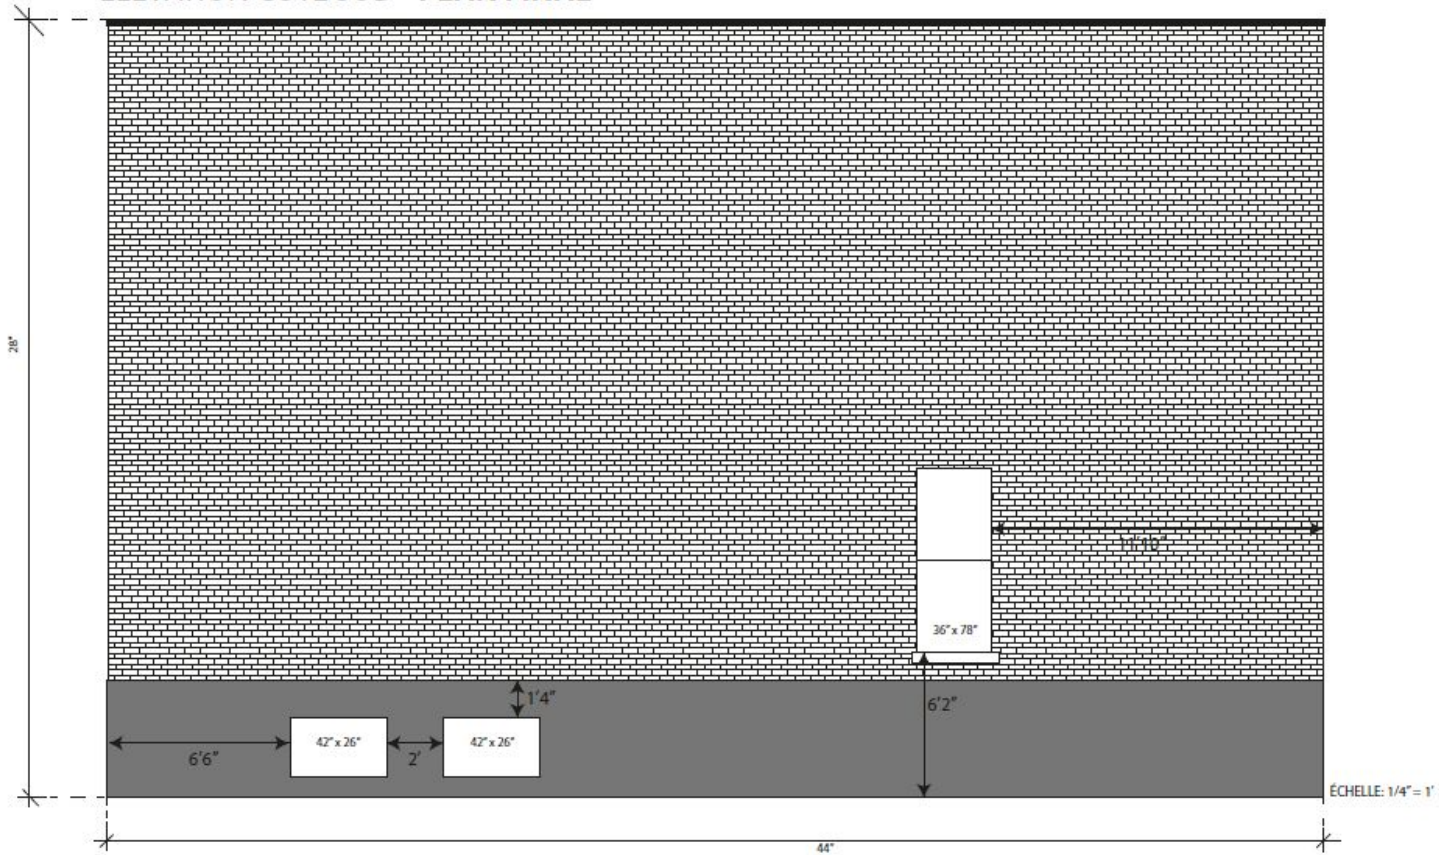 28"
11'10"
36" x 78"
1'4"
6'2"
42" x 26"
42" x 26"
6'6"
2'
ÉCHELLE: 1/4" = 1'
44"